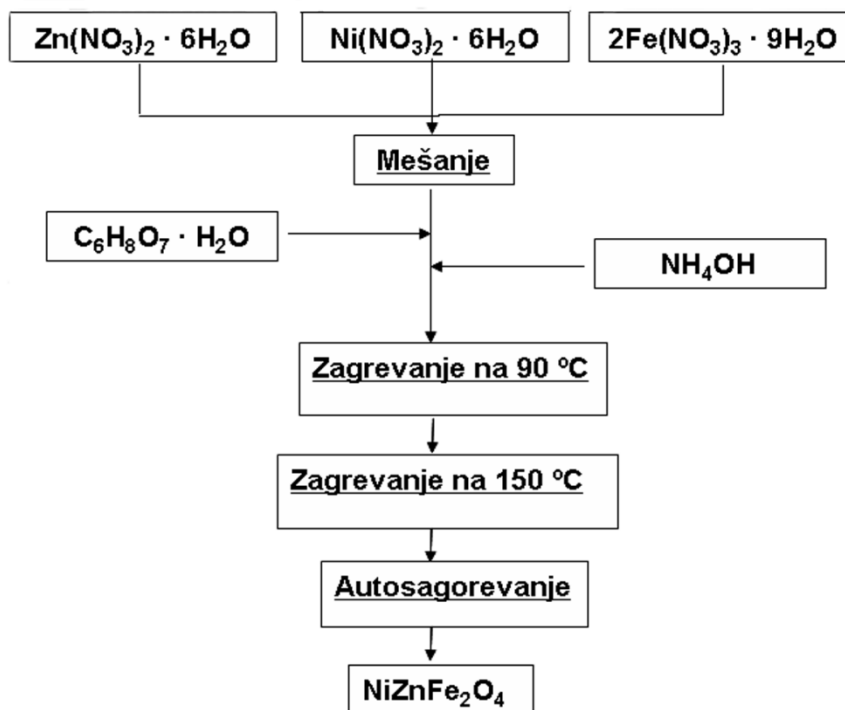 Zn(NO₃)₂ · 6H₂O
Ni(NO₃)₂ · 6H₂O
2Fe(NO₃)₃ · 9H₂O
Mešanje
C₆H₈O₇ · H₂O
NH₄OH
Zagrevanje na 90 ºC
Zagrevanje na 150 ºC
Autosagorevanje
NiZnFe₂O₄